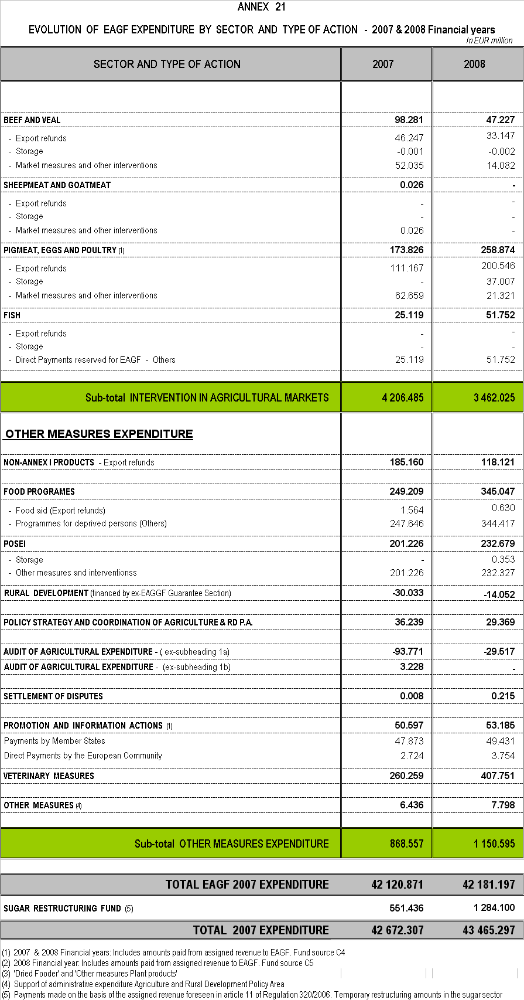 ANNEX 21
EVOLUTION OF EAGF EXPENDITURE BY SECTOR AND TYPE OF ACTION - 2007 & 2008 Financial years
In EUR million
SECTOR AND TYPE OF ACTION 2007 2008
BEEF AND VEAL 98.281 47.227
- Export refunds 46.247 33.147
- Storage -0.001 -0.002
- Market measures and other interventions 52.035 14.082
SHEEPMEAT AND GOATMEAT 0.026 -
- Export refunds - -
- Storage - -
- Market measures and other interventions 0.026 -
PIGMEAT, EGGS AND POULTRY (1) 173.826 258.874
- Export refunds 111.167 200.546
- Storage - 37.007
- Market measures and other interventions 62.659 21.321
FISH 25.119 51.752
- Export refunds - -
- Storage - -
- Direct Payments reserved for EAGF - Others 25.119 51.752
Sub-total INTERVENTION IN AGRICULTURAL MARKETS 4 206.485 3 462.025
OTHER MEASURES EXPENDITURE
NON-ANNEX I PRODUCTS - Export refunds 185.160 118.121
FOOD PROGRAMES 249.209 345.047
- Food aid (Export refunds) 1.564 0.630
- Programmes for deprived persons (Others) 247.646 344.417
POSEI 201.226 232.679
- Storage - 0.353
- Other measures and interventionss 201.226 232.327
RURAL DEVELOPMENT (financed by ex-EAGGF Guarantee Section) -30.033 -14.052
POLICY STRATEGY AND COORDINATION OF AGRICULTURE & RD P.A. 36.239 29.369
AUDIT OF AGRICULTURAL EXPENDITURE - ( ex-subheading 1a) -93.771 -29.517
AUDIT OF AGRICULTURAL EXPENDITURE - (ex-subheading 1b) 3.228 -
SETTLEMENT OF DISPUTES 0.008 0.215
PROMOTION AND INFORMATION ACTIONS (1) 50.597 53.185
Payments by Member States 47.873 49.431
Direct Payments by the European Community 2.724 3.754
VETERINARY MEASURES 260.259 407.751
OTHER MEASURES (4) 6.436 7.798
Sub-total OTHER MEASURES EXPENDITURE 868.557 1 150.595
TOTAL EAGF 2007 EXPENDITURE 42 120.871 42 181.197
SUGAR RESTRUCTURING FUND (5) 551.436 1 284.100
TOTAL 2007 EXPENDITURE 42 672.307 43 465.297
(1) 2007 & 2008 Financial years: Includes amounts paid from assigned revenue to EAGF. Fund source C4
(2) 2008 Financial year: Includes amounts paid from assigned revenue to EAGF. Fund source C5
(3) 'Dried Fooder' and 'Other measures Plant products'
(4) Support of administrative expenditure Agriculture and Rural Development Policy Area
(5) Payments made on the basis of the assigned revenue foreseen in article 11 of Regulation 320/2006. Temporary restructuring amounts in the sugar sector